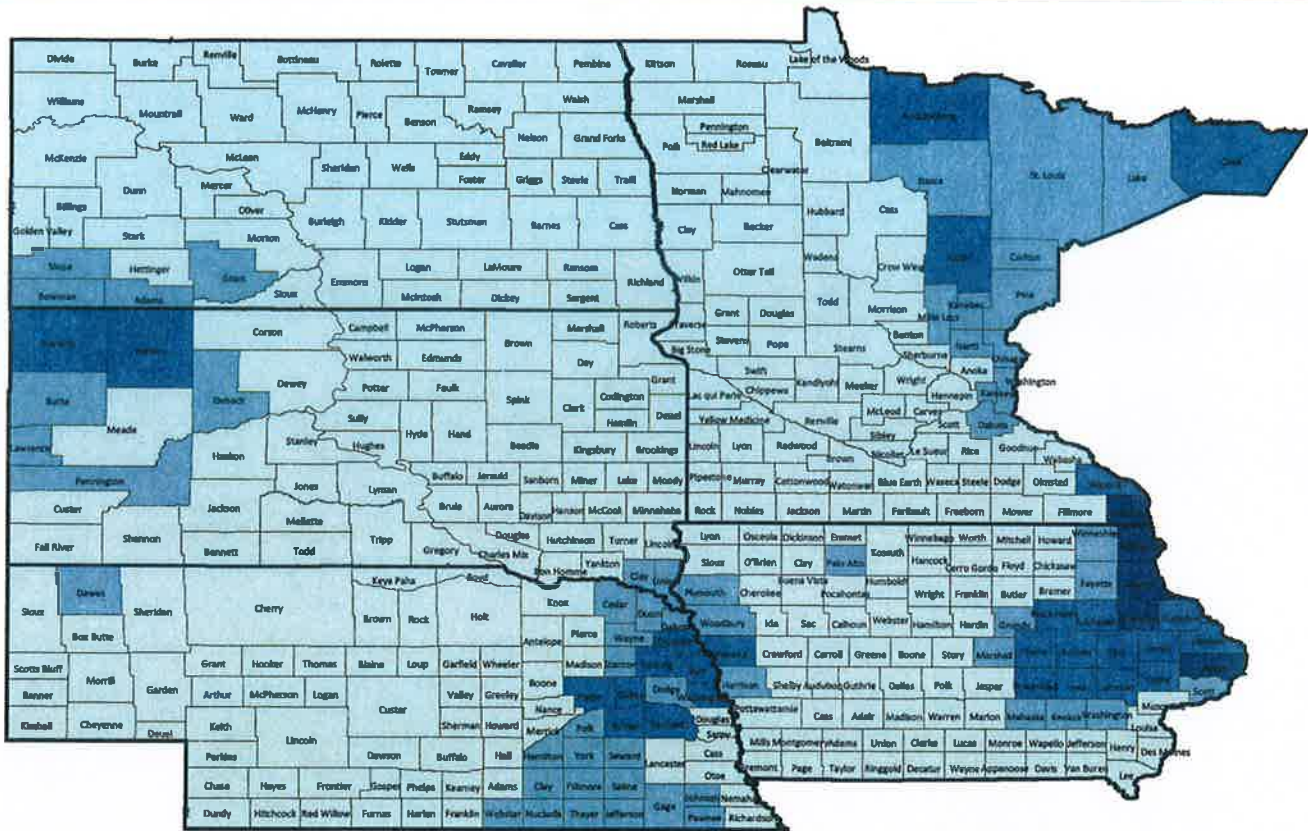 Divide
Burke
Renville
Bottineau
Rolette
Towner
Cavalier
Pembina
Kittson
Roseau
Lake of the Woods
Williams
Mountrail
Ward
McHenry
Pierce
Benson
Ramsey
Walsh
Marshall
Nelson
Grand Forks
Pennington
Red Lake
Polk
Beltrami
Clearwater
McKenzie
McLean
Sheridan
Wells
Eddy
Foster
Griggs
Steele
Traill
Norman
Mahnomen
Itasca
St. Louis
Lake
Cook
Dunn
Mercer
Oliver
Billings
Golden Valley
Stark
Morton
Burleigh
Kidder
Stutsman
Barnes
Cass
Clay
Becker
Hubbard
Cass
Slope
Hettinger
Grant
Sioux
Emmons
Logan
LaMoure
Ransom
Richland
Wilkin
Otter Tail
Wadena
Crow Wing
Carlton
Bowman
Adams
McIntosh
Dickey
Sargent
Grant
Douglas
Todd
Morrison
Kanabec
Pine
Mille Lacs
Corson
Campbell
McPherson
Brown
Marshall
Roberts
Traverse
Stevens
Pope
Stearns
Benton
Walworth
Edmunds
Day
Big Stone
Swift
Sherburne
Anoka
Washington
Butte
Ziebach
Dewey
Potter
Faulk
Spink
Clark
Codington
Grant
Hamlin
Deuel
Lac qui Parle
Chippewa
Kandiyohi
Meeker
Wright
Hennepin
Ramsey
Meade
Sully
Hyde
Hand
Yellow Medicine
Renville
McLeod
Carver
Scott
Dakota
Sibley
Lawrence
Haakon
Stanley
Hughes
Beadle
Kingsbury
Brookings
Lincoln
Lyon
Redwood
Brown
Nicollet
Le Sueur
Rice
Goodhue
Wabasha
Pennington
Jones
Lyman
Buffalo
Jerauld
Sanborn
Miner
Lake
Moody
Pipestone
Murray
Cottonwood
Watonwan
Blue Earth
Waseca
Steele
Dodge
Olmsted
Custer
Jackson
Mellette
Brule
Aurora
Davison
Hanson
McCook
Minnehaha
Rock
Nobles
Jackson
Martin
Faribault
Freeborn
Mower
Fillmore
Fall River
Shannon
Bennett
Todd
Tripp
Gregory
Douglas
Charles Mix
Hutchinson
Turner
Lincoln
Bon Homme
Yankton
Clay
Union
Lyon
Osceola
Dickinson
Emmet
Kossuth
Winnebago
Worth
Mitchell
Howard
Winneshiek
Sioux
O'Brien
Clay
Palo Alto
Hancock
Cerro Gordo
Floyd
Chickasaw
Plymouth
Cherokee
Buena Vista
Pocahontas
Humboldt
Wright
Franklin
Butler
Bremer
Fayette
Sioux
Dawes
Sheridan
Cherry
Keya Paha
Boyd
Brown
Rock
Holt
Knox
Cedar
Dixon
Woodbury
Ida
Sac
Calhoun
Webster
Hamilton
Hardin
Grundy
Box Butte
Antelope
Pierce
Wayne
Scotts Bluff
Morrill
Garden
Grant
Hooker
Thomas
Blaine
Loup
Garfield
Wheeler
Madison
Stanton
Crawford
Carroll
Greene
Boone
Story
Marshall
Banner
Arthur
McPherson
Logan
Custer
Valley
Greeley
Boone
Nance
Dodge
Harrison
Shelby
Audubon
Guthrie
Dallas
Polk
Jasper
Scott
Kimball
Cheyenne
Deuel
Keith
Lincoln
Sherman
Howard
Merrick
Polk
Butler
Douglas
Sarpy
Pottawattamie
Cass
Adair
Madison
Warren
Marion
Mahaska
Keokuk
Washington
Louisa
Perkins
Dawson
Buffalo
Hall
Hamilton
York
Seward
Lancaster
Cass
Otoe
Mills
Montgomery
Adams
Union
Clarke
Lucas
Monroe
Wapello
Jefferson
Henry
Des Moines
Chase
Hayes
Frontier
Gosper
Phelps
Kearney
Adams
Clay
Fillmore
Saline
Gage
Johnson
Nemaha
Fremont
Page
Taylor
Ringgold
Decatur
Wayne
Appanoose
Davis
Van Buren
Lee
Dundy
Hitchcock
Red Willow
Furnas
Harlan
Franklin
Webster
Nuckolls
Thayer
Jefferson
Pawnee
Richardson